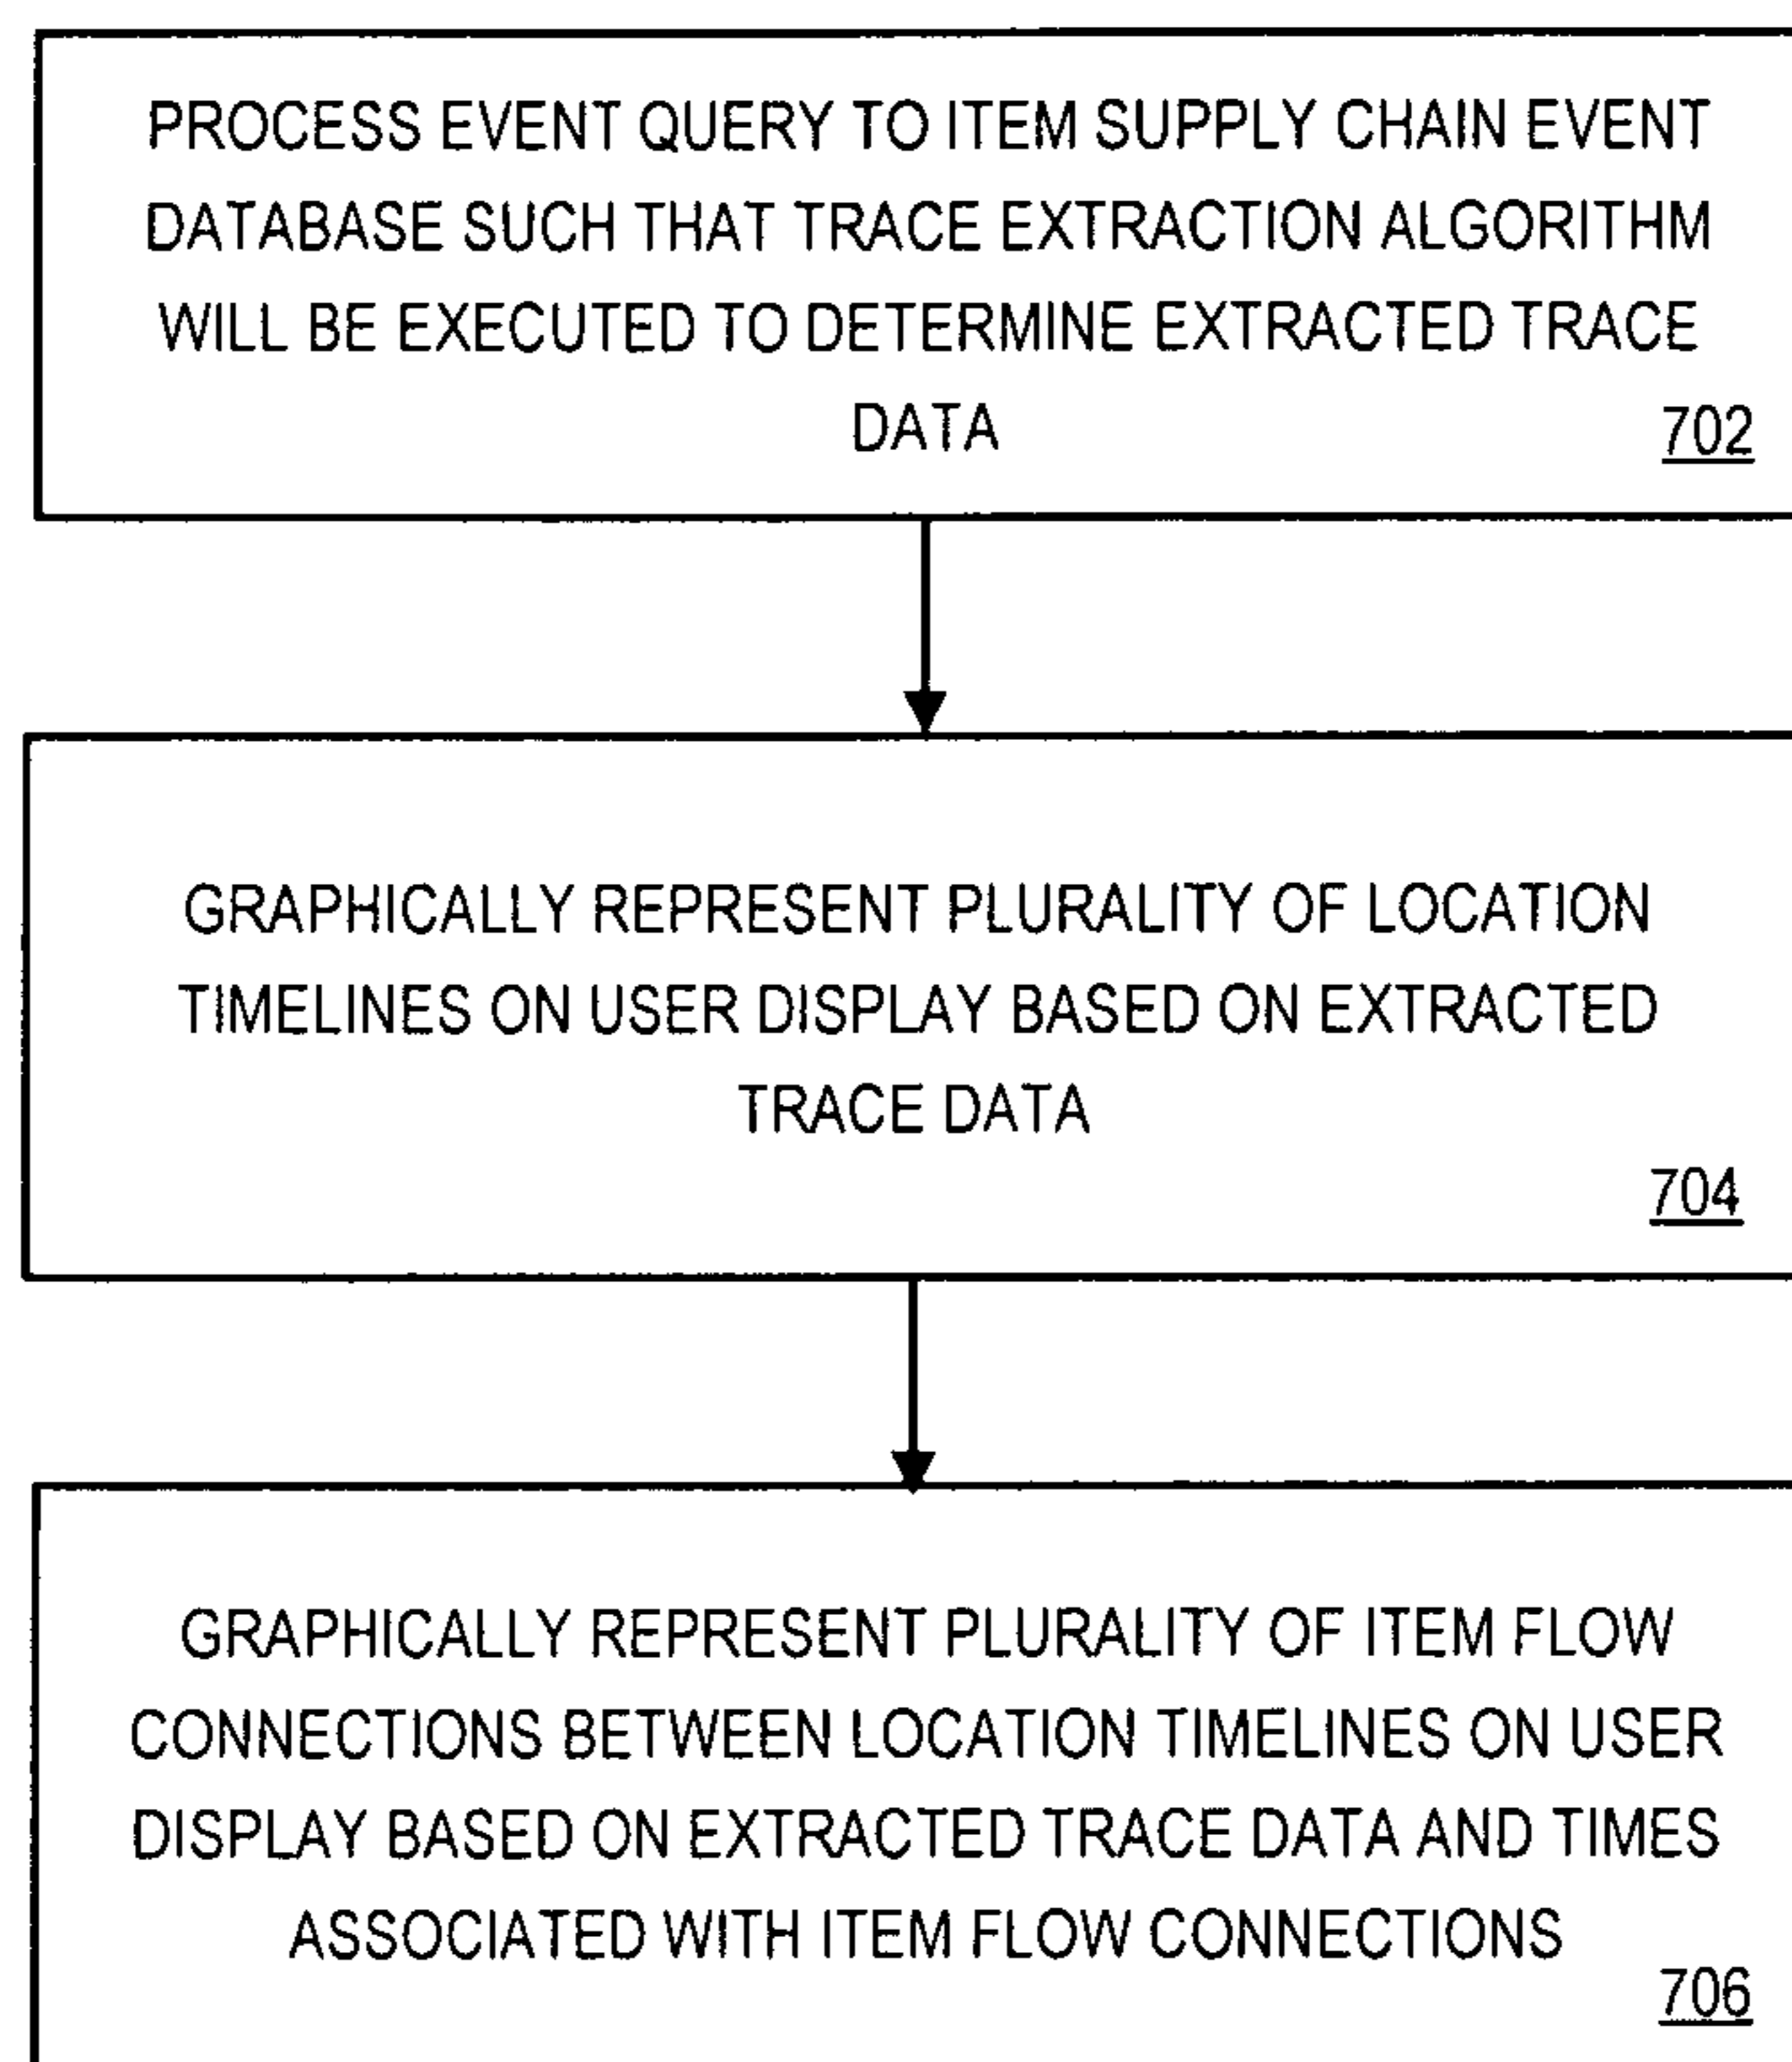 PROCESS EVENT QUERY TO ITEM SUPPLY CHAIN EVENT
DATABASE SUCH THAT TRACE EXTRACTION ALGORITHM
WILL BE EXECUTED TO DETERMINE EXTRACTED TRACE
DATA
702
GRAPHICALLY REPRESENT PLURALITY OF LOCATION
TIMELINES ON USER DISPLAY BASED ON EXTRACTED
TRACE DATA
704
GRAPHICALLY REPRESENT PLURALITY OF ITEM FLOW
CONNECTIONS BETWEEN LOCATION TIMELINES ON USER
DISPLAY BASED ON EXTRACTED TRACE DATA AND TIMES
ASSOCIATED WITH ITEM FLOW CONNECTIONS
706